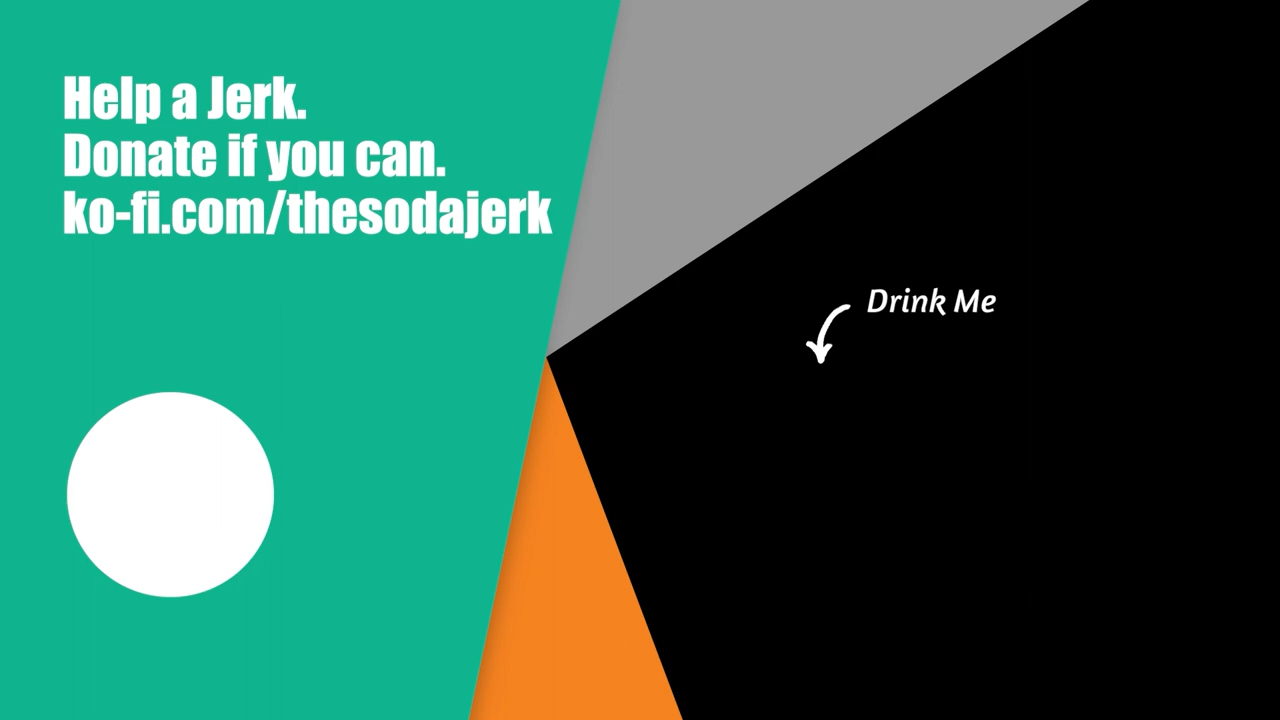 Help a Jerk.
Donate if you can.
ko-fi.com/thesodajerk
Drink Me